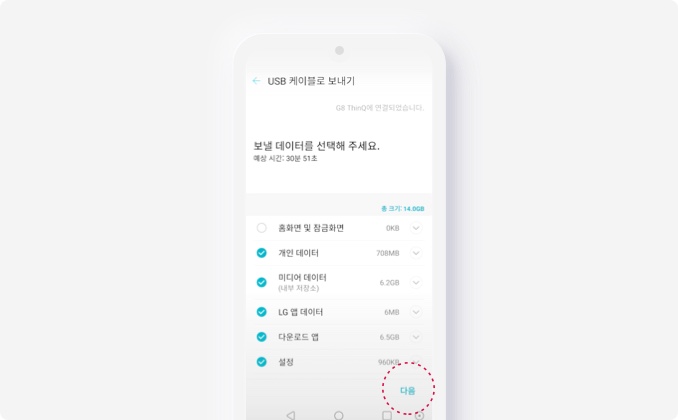 USB 케이블로 보내기
G8 ThinQ에 연결되었습니다.
보낼 데이터를 선택해 주세요.
예상 시간: 30분 51초
총 크기: 14.0GB
홈화면 및 잠금화면 0KB
개인 데이터 708MB
미디어 데이터 6.2GB
(내부 저장소)
LG 앱 데이터 6MB
다운로드 앱 6.5GB
설정 960KB
다음